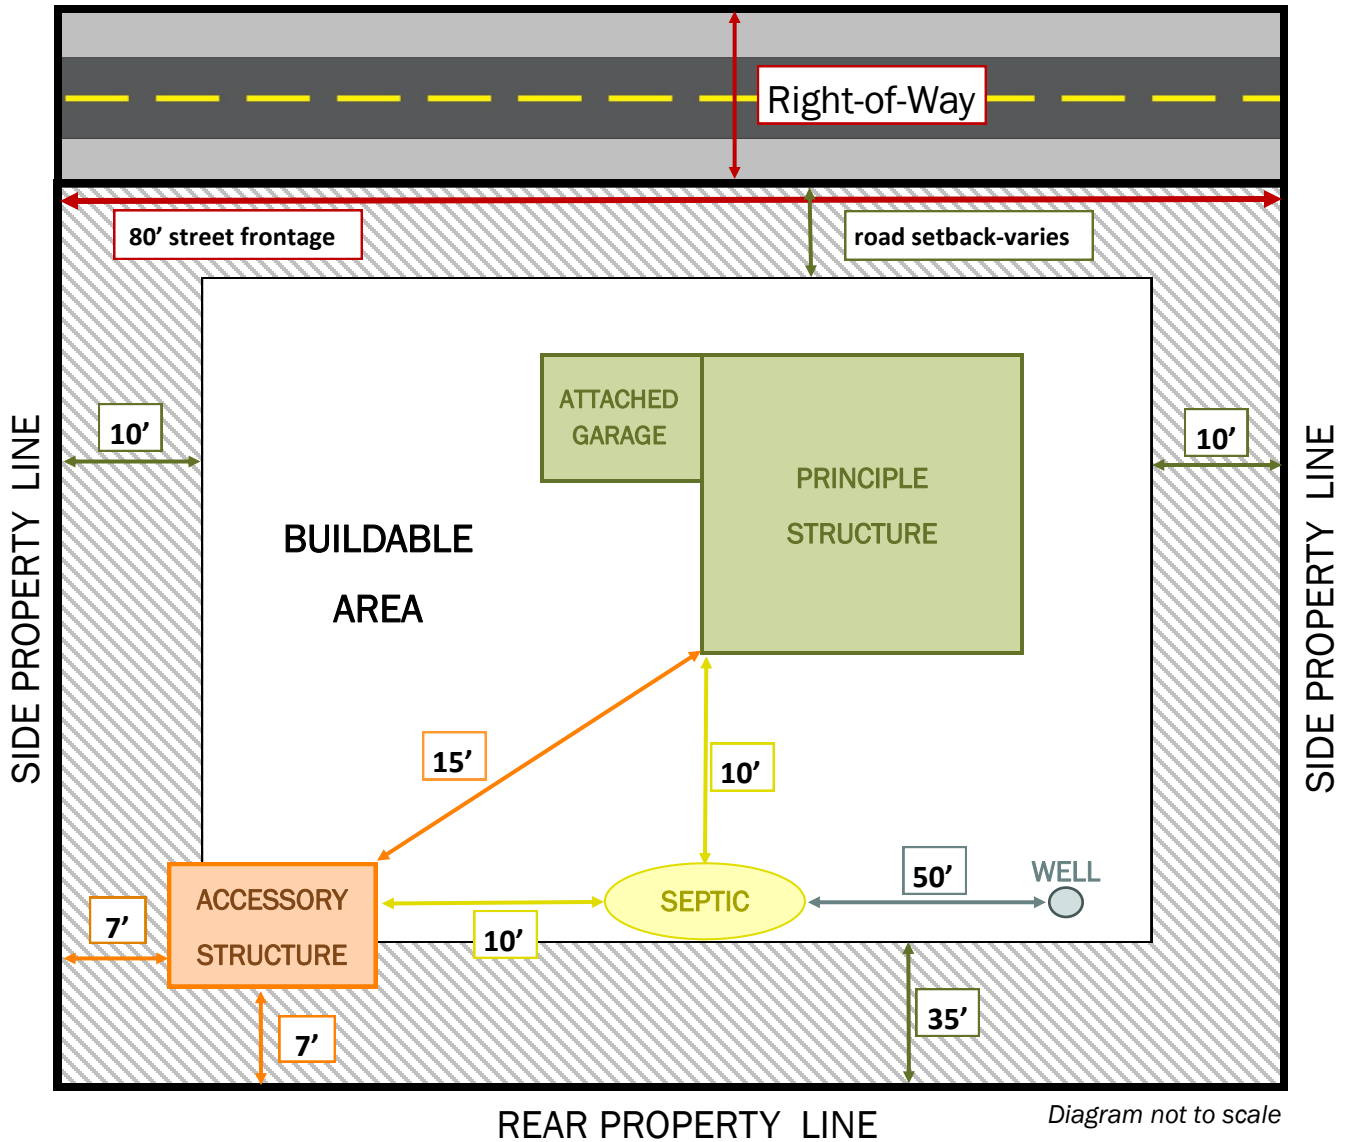 Right-of-Way
80’ street frontage
road setback-varies
ATTACHED
GARAGE
10’
10’
PRINCIPLE
STRUCTURE
SIDE PROPERTY LINE
SIDE PROPERTY LINE
BUILDABLE
AREA
15’
10’
ACCESSORY
STRUCTURE
SEPTIC
50’
WELL
7’
10’
35’
7’
REAR PROPERTY LINE
Diagram not to scale